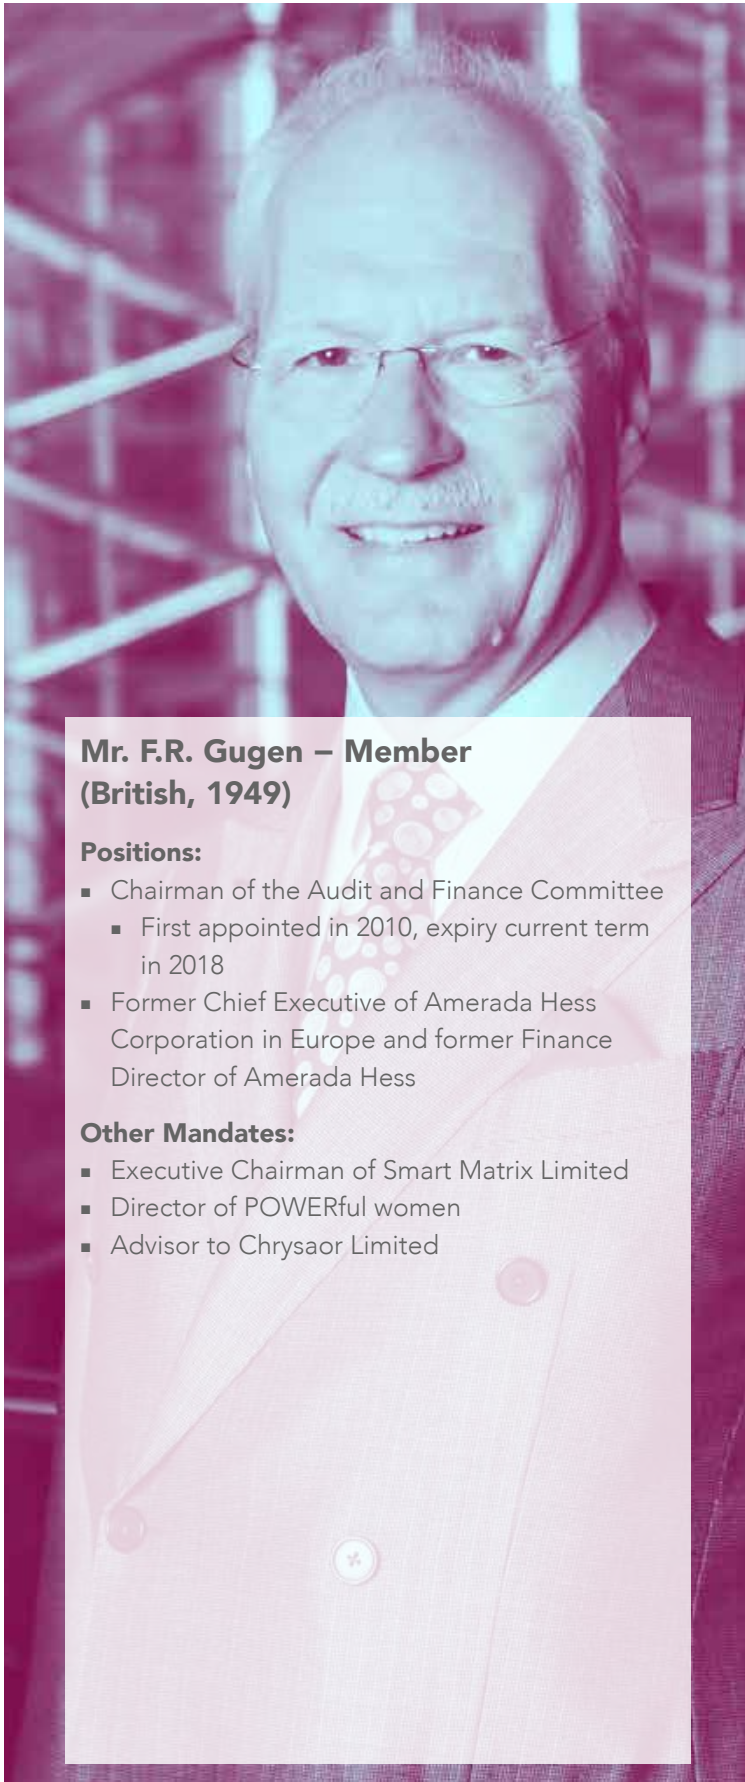 Mr. F.R. Gugen – Member
(British, 1949)
Positions:
▪ Chairman of the Audit and Finance Committee
▪ First appointed in 2010, expiry current term
in 2018
▪ Former Chief Executive of Amerada Hess
Corporation in Europe and former Finance
Director of Amerada Hess
Other Mandates:
▪ Executive Chairman of Smart Matrix Limited
▪ Director of POWERful women
▪ Advisor to Chrysaor Limited